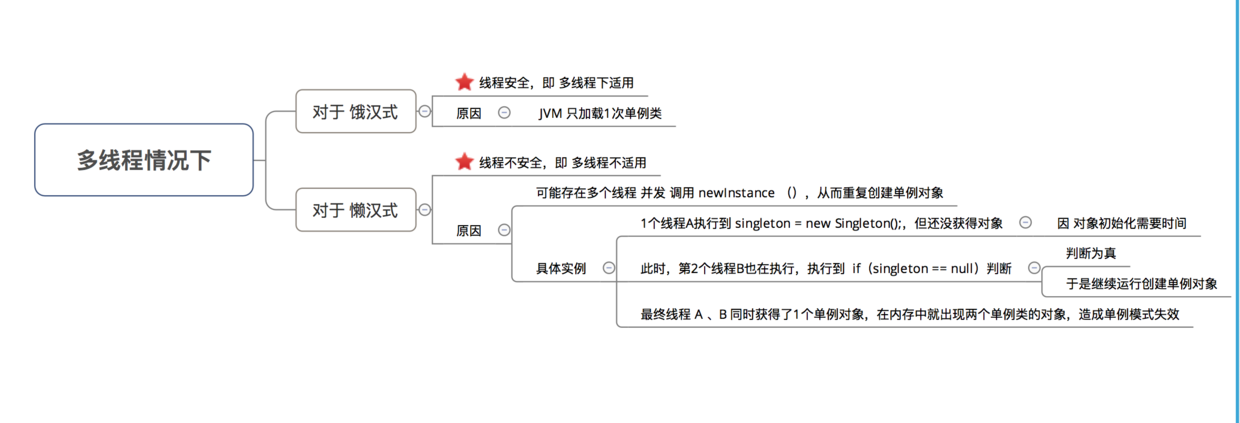 多线程情况下
对于 饿汉式
线程安全，即 多线程下适用
原因
JVM 只加载1次单例类
对于 懒汉式
线程不安全，即 多线程不适用
原因
可能存在多个线程 并发 调用 newInstance （），从而重复创建单例对象
具体实例
1个线程A执行到 singleton = new Singleton();，但还没获得对象
因 对象初始化需要时间
此时，第2个线程B也在执行，执行到 if（singleton == null）判断
判断为真
于是继续运行创建单例对象
最终线程 A 、B 同时获得了1个单例对象，在内存中就出现两个单例类的对象，造成单例模式失效